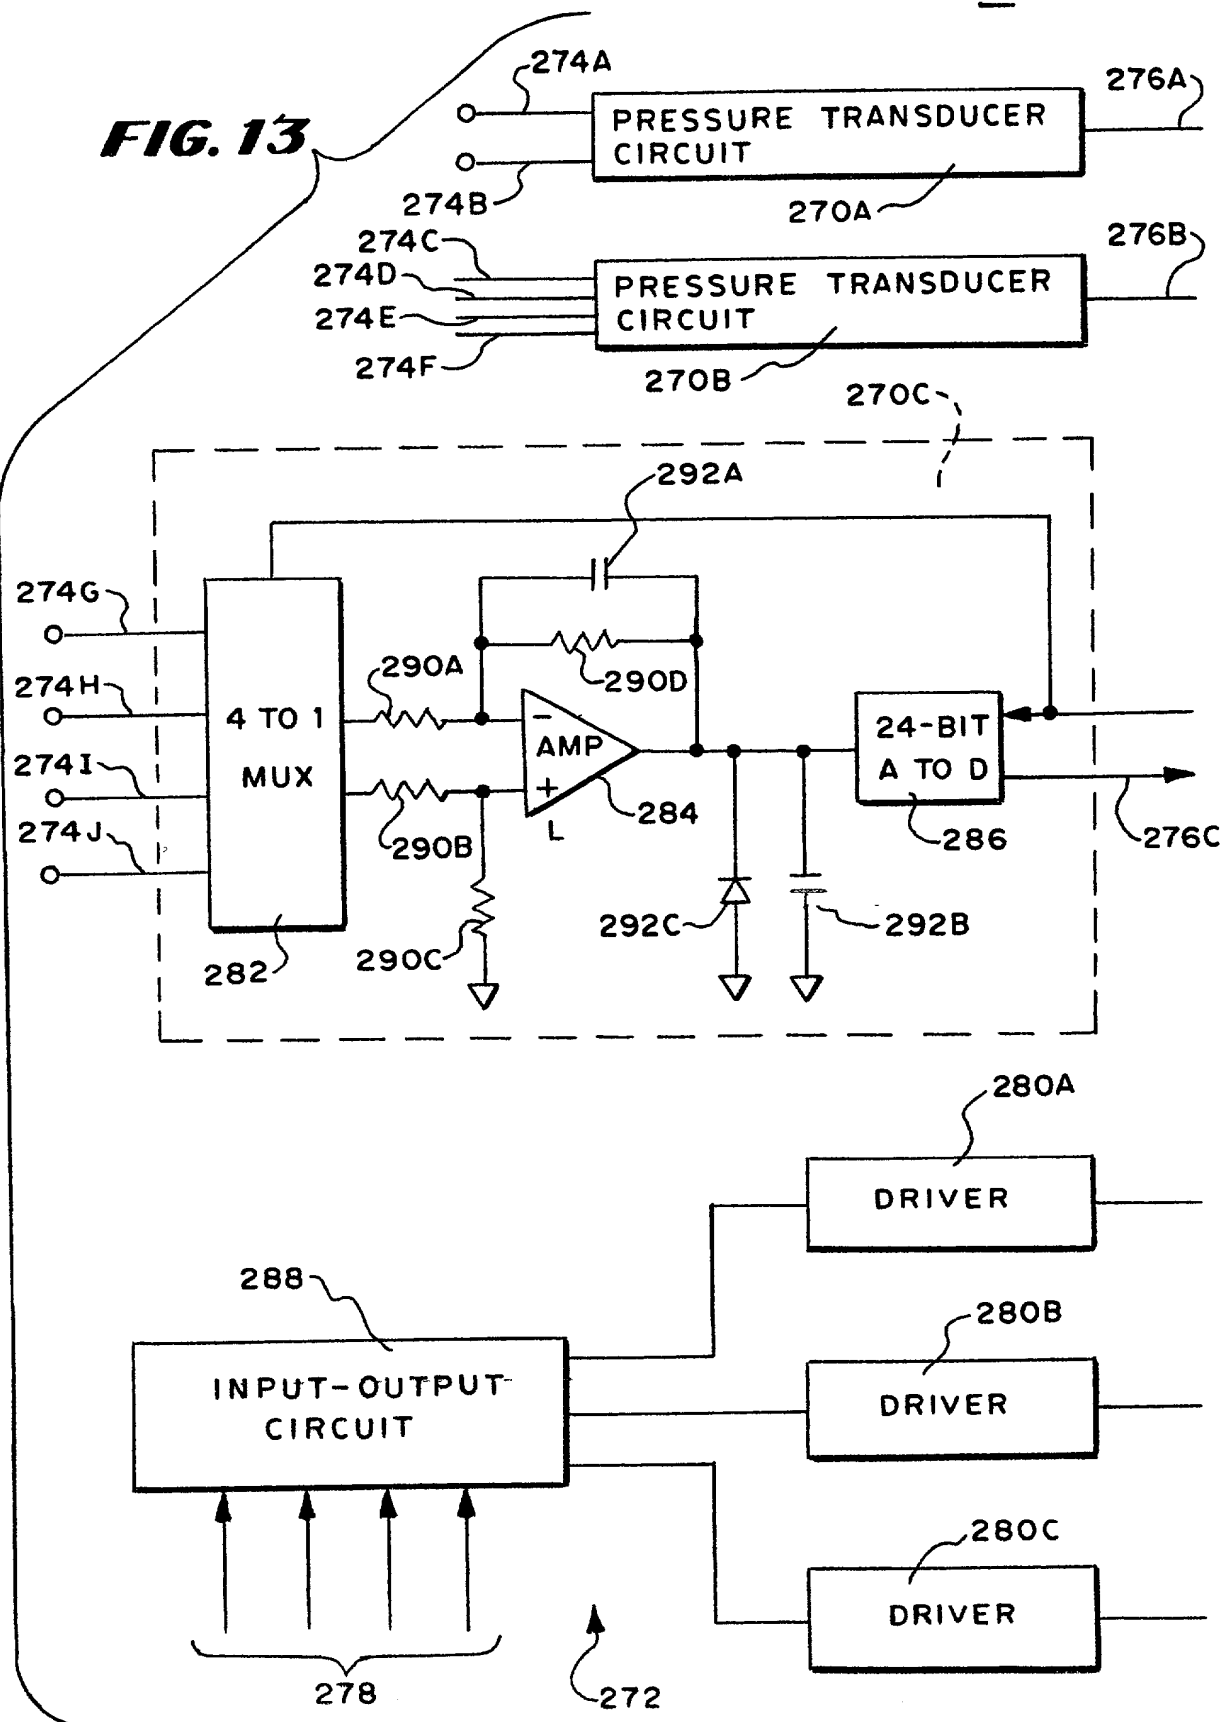 FIG. 13
274A
276A
PRESSURE TRANSDUCER
CIRCUIT
274B
270A
274C
276B
274D
PRESSURE TRANSDUCER
CIRCUIT
274E
274F
270B
270C
292A
274G
290A
290D
274H
4 TO 1
MUX
24-BIT
A TO D
AMP
−
+
274I
284
L
274J
290B
286
276C
292C
292B
290C
282
280A
DRIVER
288
280B
INPUT-OUTPUT
CIRCUIT
DRIVER
280C
DRIVER
278
272